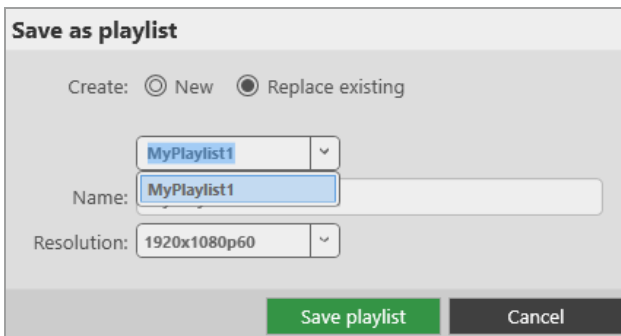 Save as playlist
Create: New Replace existing
MyPlaylist1
MyPlaylist1
Name:
Resolution: 1920x1080p60
Save playlist Cancel